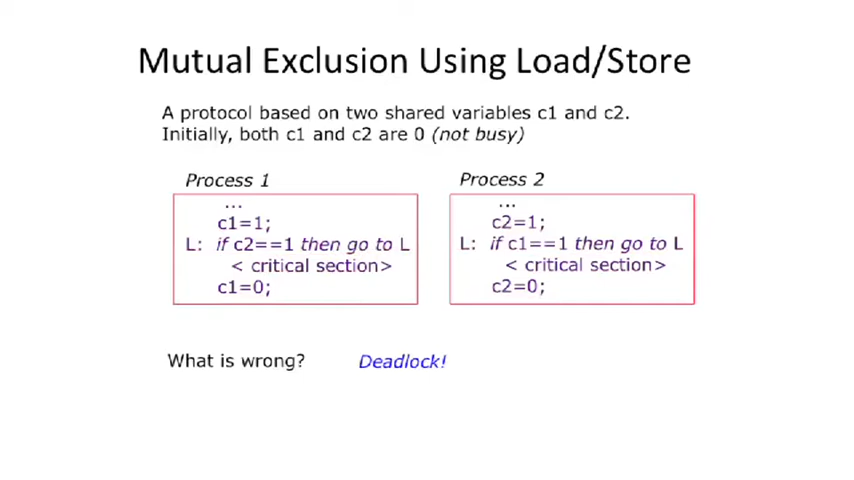 Mutual Exclusion Using Load/Store
A protocol based on two shared variables c1 and c2.
Initially, both c1 and c2 are 0 (not busy)
Process 1
...
c1=1;
L: if c2==1 then go to L
< critical section>
c1=0;
Process 2
...
c2=1;
L: if c1==1 then go to L
< critical section>
c2=0;
What is wrong? Deadlock!